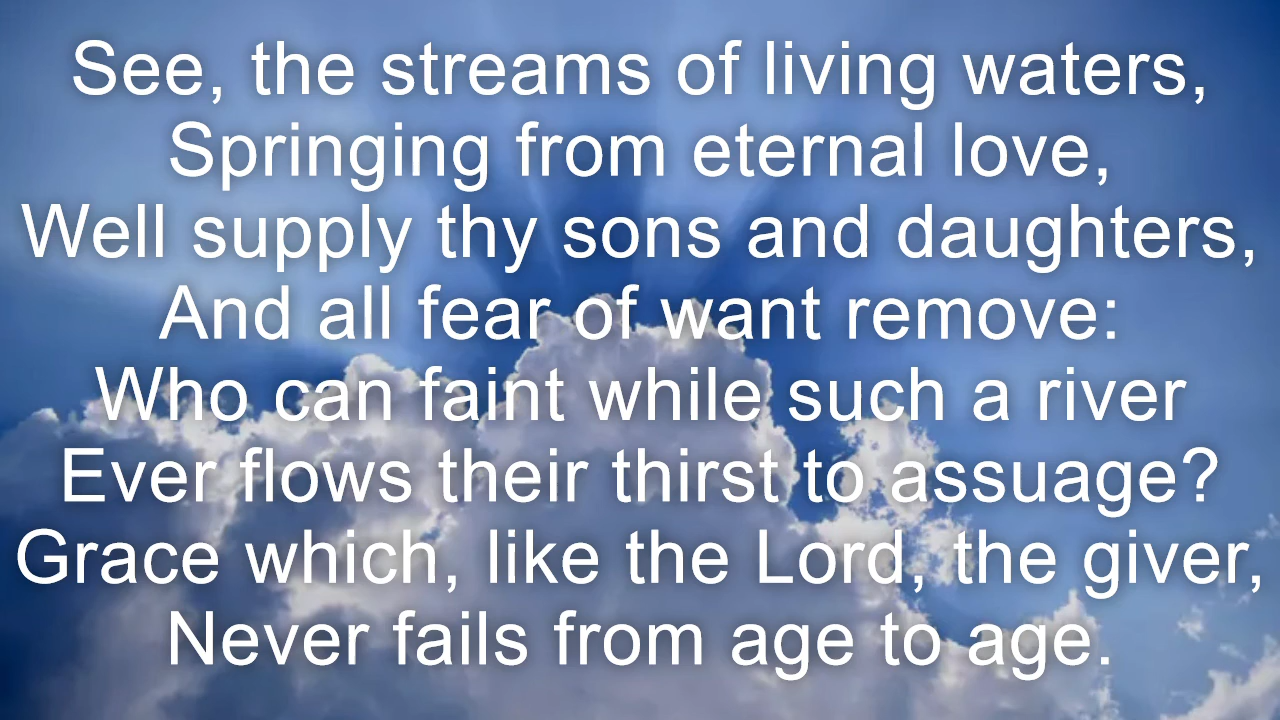 See, the streams of living waters,
Springing from eternal love,
Well supply thy sons and daughters,
And all fear of want remove:
Who can faint while such a river
Ever flows their thirst to assuage?
Grace which, like the Lord, the giver,
Never fails from age to age.